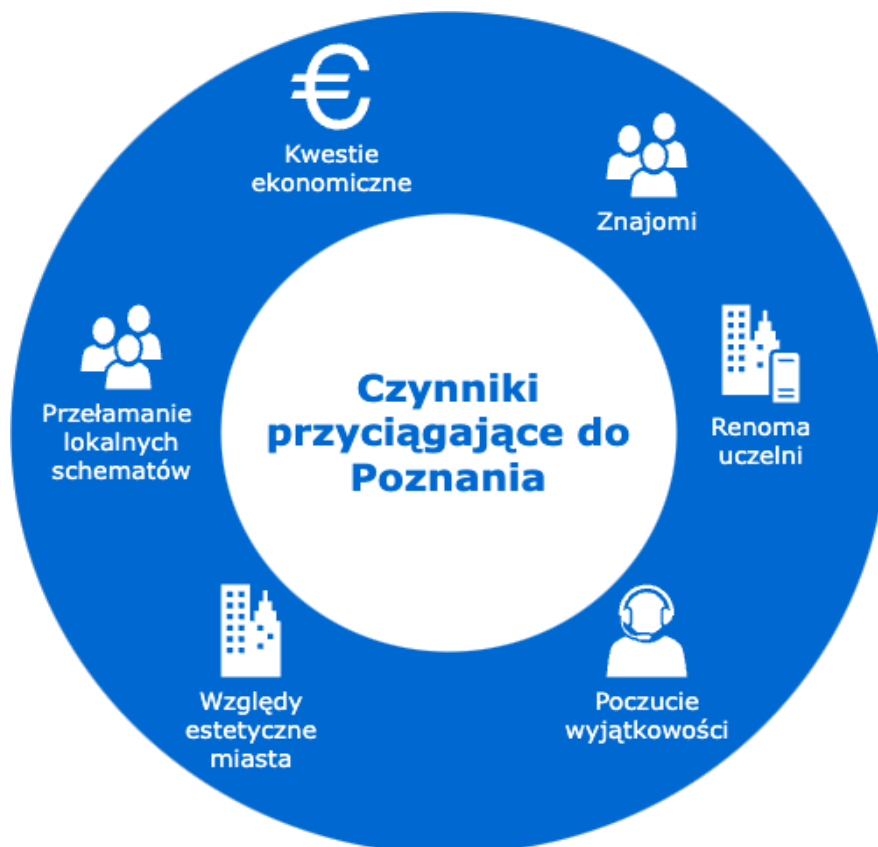 Kwestie
ekonomiczne
Znajomi
Przełamanie
lokalnych
schematów
Czynniki
przyciągające do
Poznania
Renoma
uczelni
Względy
estetyczne
miasta
Poczucie
wyjątkowości